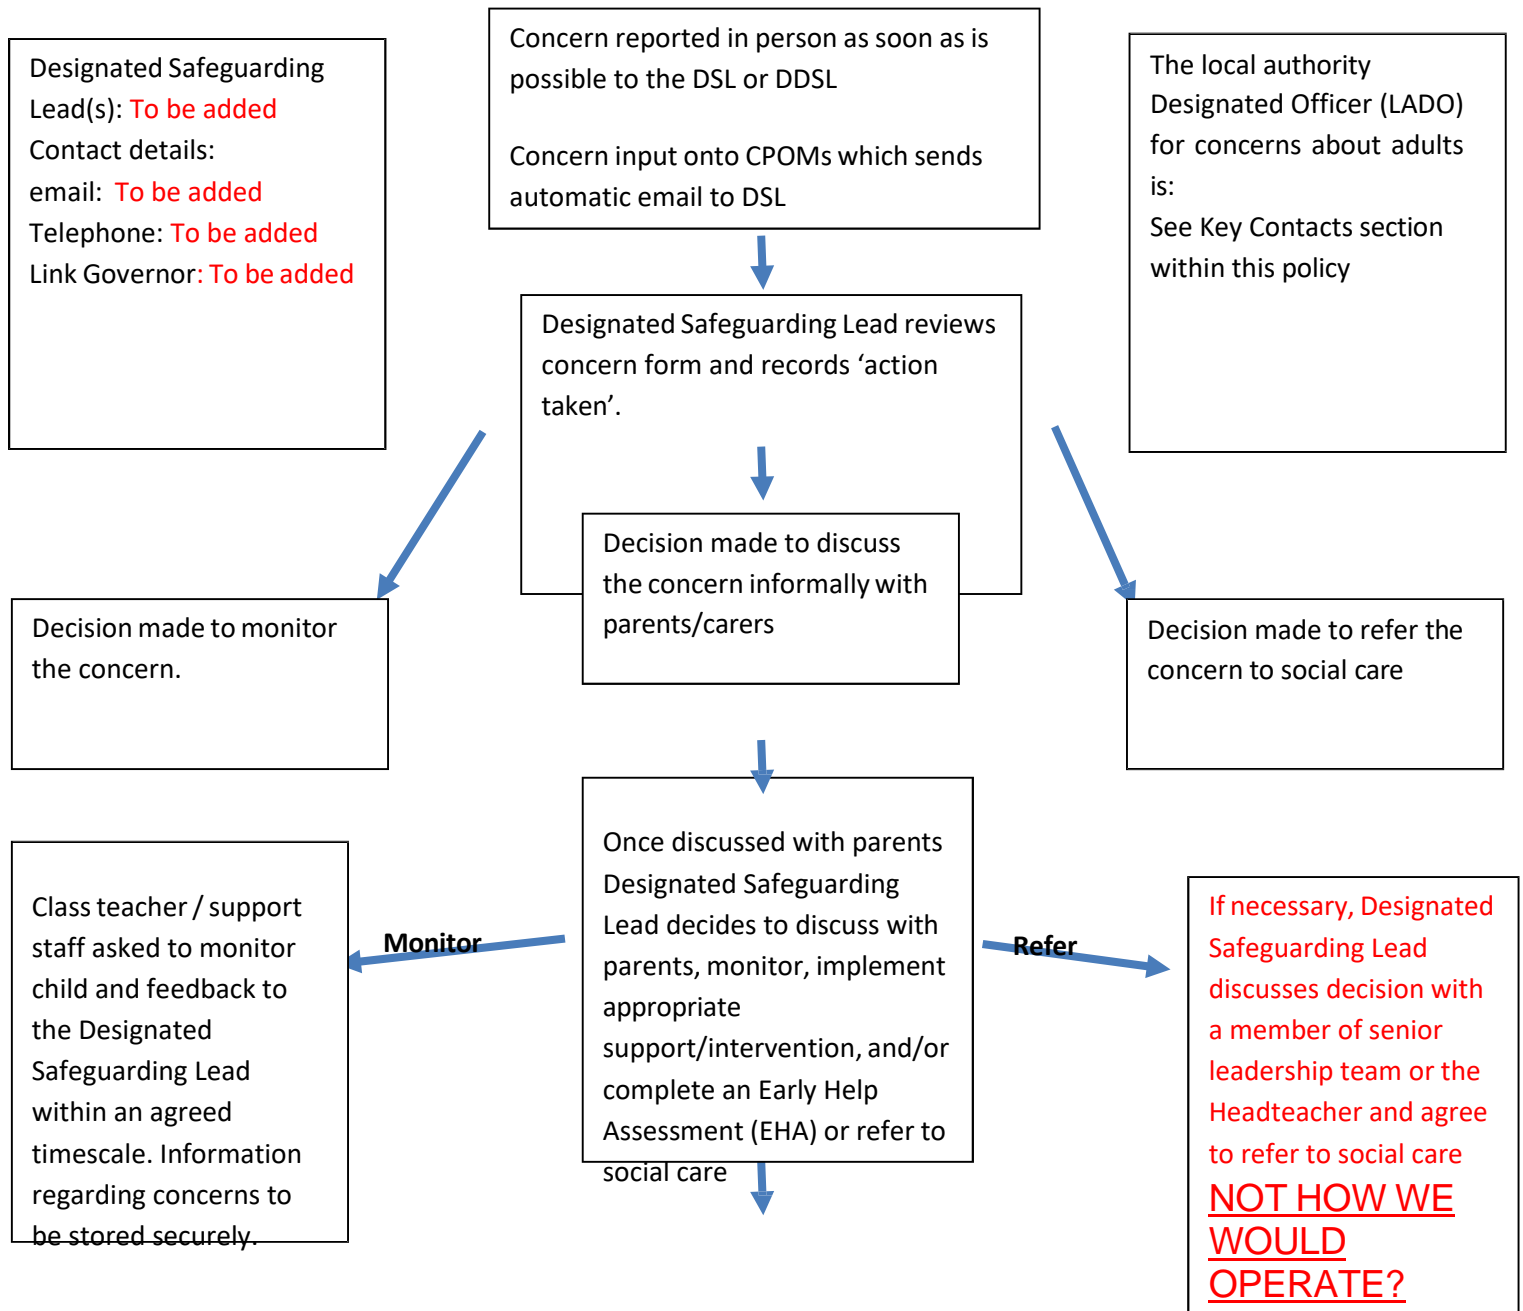 Designated Safeguarding
Lead(s): To be added
Contact details:
email: To be added
Telephone: To be added
Link Governor: To be added
Concern reported in person as soon as is
possible to the DSL or DDSL
Concern input onto CPOMs which sends
automatic email to DSL
The local authority
Designated Officer (LADO)
for concerns about adults
is:
See Key Contacts section
within this policy
Designated Safeguarding Lead reviews
concern form and records ‘action
taken’.
Decision made to monitor
the concern.
Decision made to discuss
the concern informally with
parents/carers
Decision made to refer the
concern to social care
Class teacher / support
staff asked to monitor
child and feedback to
the Designated
Safeguarding Lead
within an agreed
timescale. Information
regarding concerns to
be stored securely.
Monitor
Once discussed with parents
Designated Safeguarding
Lead decides to discuss with
parents, monitor, implement
appropriate
support/intervention, and/or
complete an Early Help
Assessment (EHA) or refer to
social care
Refer
If necessary, Designated
Safeguarding Lead
discusses decision with
a member of senior
leadership team or the
Headteacher and agree
to refer to social care
NOT HOW WE
WOULD
OPERATE?